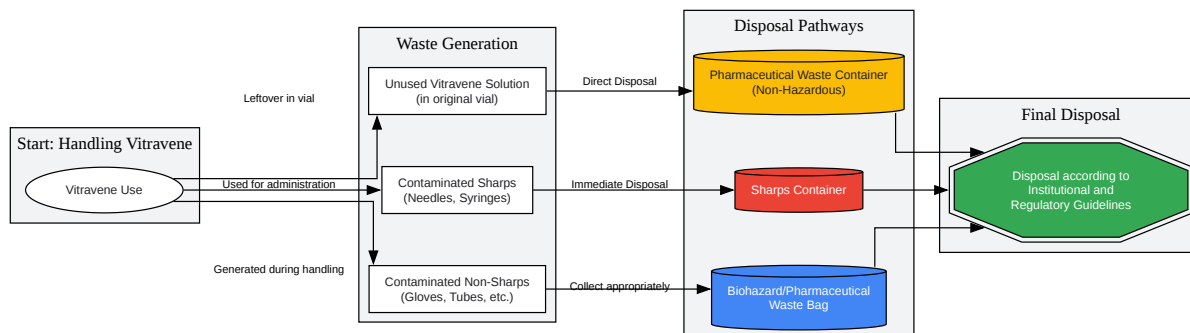 Start: Handling Vitravene
Vitravene Use
Leftover in vial
Used for administration
Generated during handling
Waste Generation
Unused Vitravene Solution
(in original vial)
Contaminated Sharps
(Needles, Syringes)
Contaminated Non-Sharps
(Gloves, Tubes, etc.)
Direct Disposal
Immediate Disposal
Collect appropriately
Disposal Pathways
Pharmaceutical Waste Container
(Non-Hazardous)
Sharps Container
Biohazard/Pharmaceutical
Waste Bag
Final Disposal
Disposal according to
Institutional and
Regulatory Guidelines